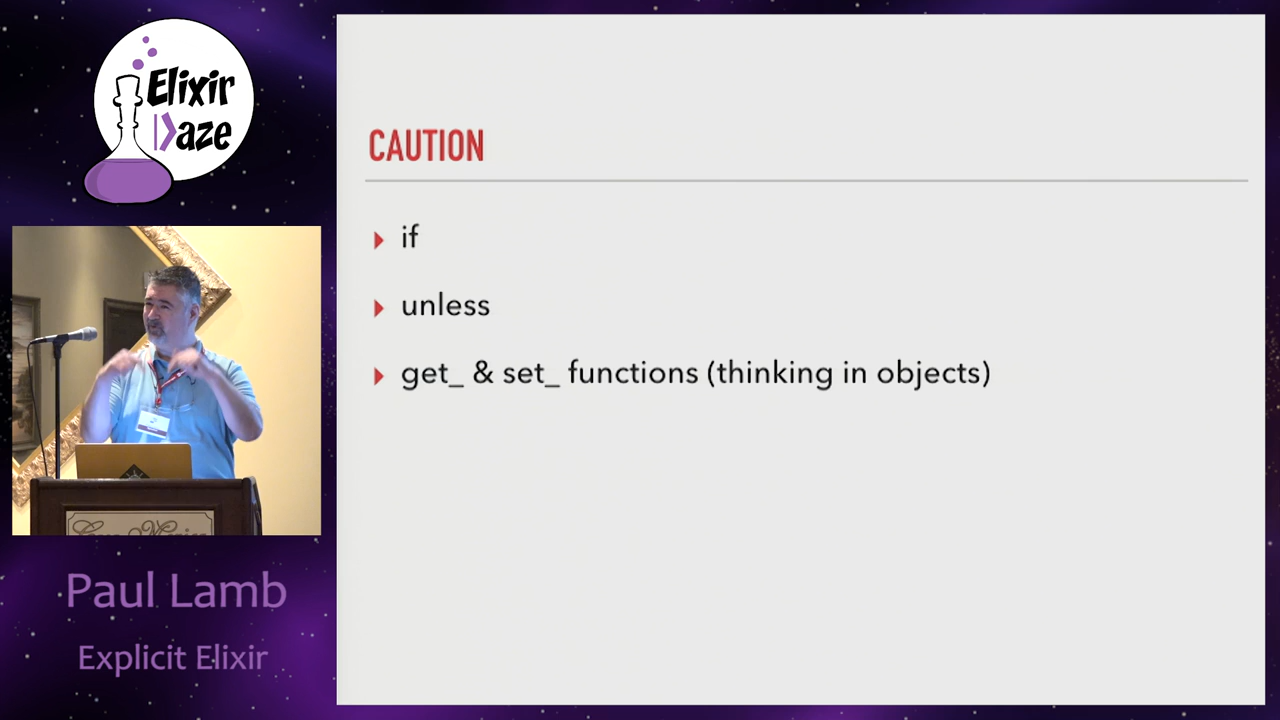 Elixir
|>aze
CAUTION
if
unless
get_ & set_ functions (thinking in objects)
Paul Lamb
Explicit Elixir